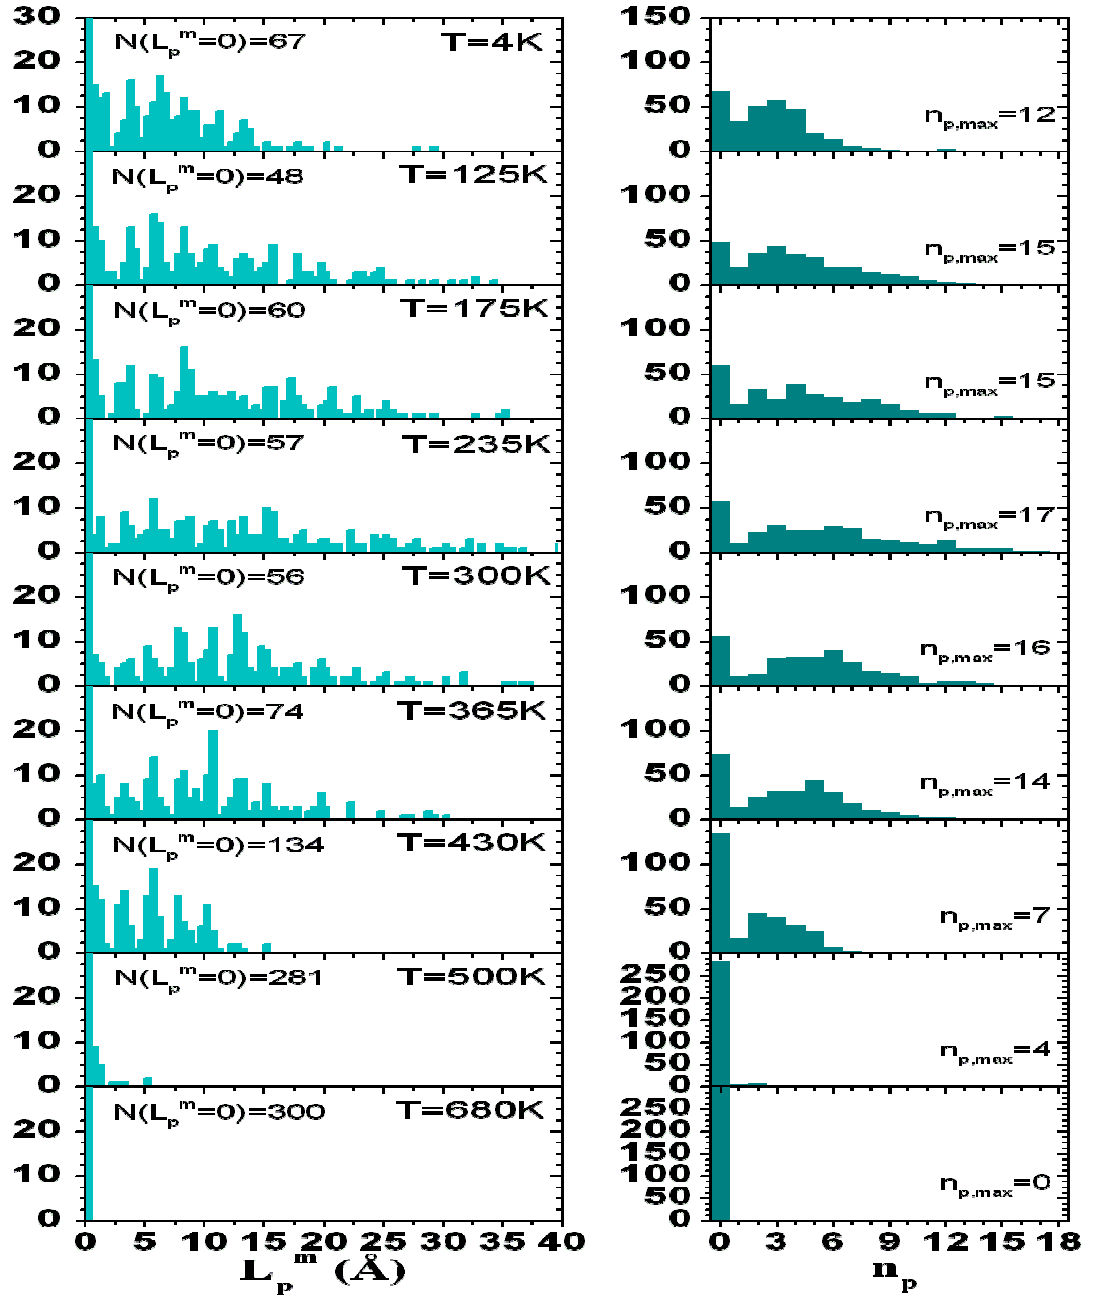 30
N(Lₚᵐ=0)=67 T=4K
20
10
0
N(Lₚᵐ=0)=48 T=125K
20
10
0
N(Lₚᵐ=0)=60 T=175K
20
10
0
N(Lₚᵐ=0)=57 T=235K
20
10
0
N(Lₚᵐ=0)=56 T=300K
20
10
0
N(Lₚᵐ=0)=74 T=365K
20
10
0
N(Lₚᵐ=0)=134 T=430K
20
10
0
N(Lₚᵐ=0)=281 T=500K
20
10
0
N(Lₚᵐ=0)=300 T=680K
20
10
0
0 5 10 15 20 25 30 35 40
Lₚᵐ (Å)
150
100
50
nₚ,max=12
0
100
50
nₚ,max=15
0
100
50
nₚ,max=15
0
100
50
nₚ,max=17
0
100
50
nₚ,max=16
0
100
50
nₚ,max=14
0
100
50
nₚ,max=7
0
250
200
150
100
nₚ,max=4
50
0
250
200
150
100
nₚ,max=0
50
0
0 3 6 9 12 15 18
nₚ